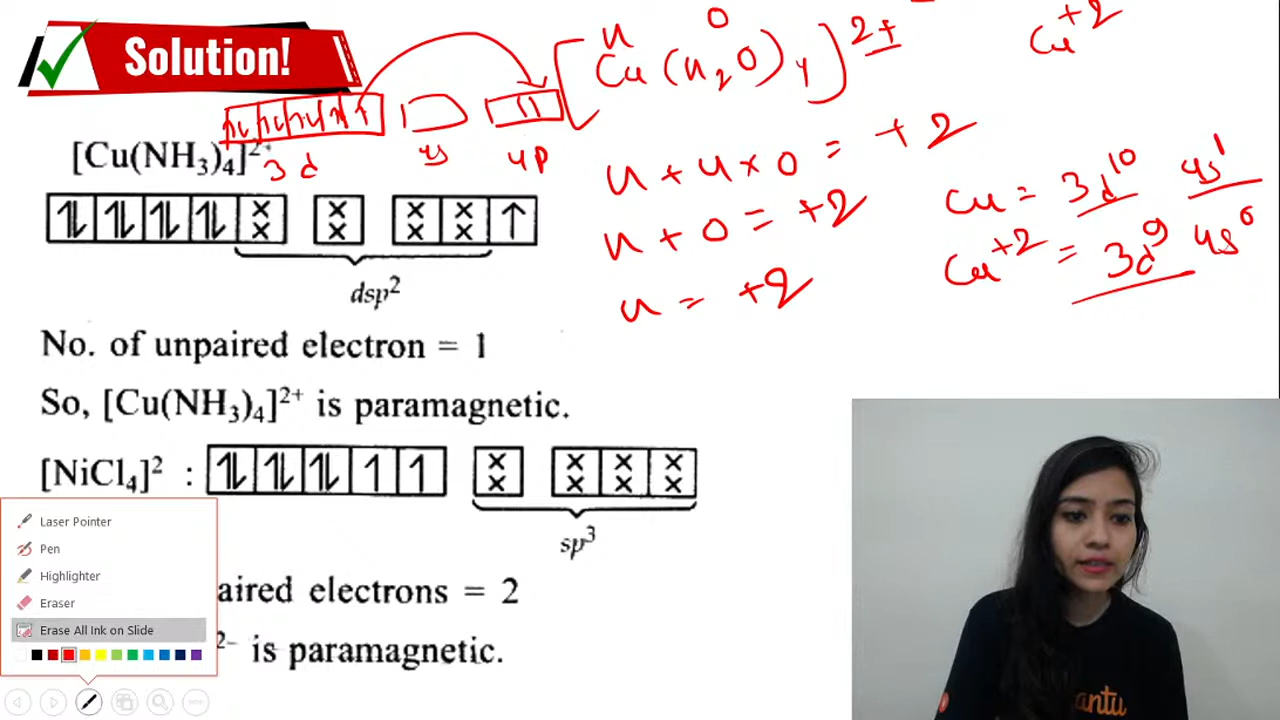 Solution!
[Cu(H₂O)₄]²⁺
x 0
Cu⁺²
3d 4s 4p
[Cu(NH₃)₄]²⁺
x + 4 × 0 = +2
x + 0 = +2
x = +2
Cu = 3d¹⁰ 4s¹
Cu⁺² = 3d⁹ 4s⁰
dsp²
No. of unpaired electron = 1
So, [Cu(NH₃)₄]²⁺ is paramagnetic.
[NiCl₄]² :
sp³
aired electrons = 2
²⁻ is paramagnetic.
Laser Pointer
Pen
Highlighter
Eraser
Erase All Ink on Slide
antu